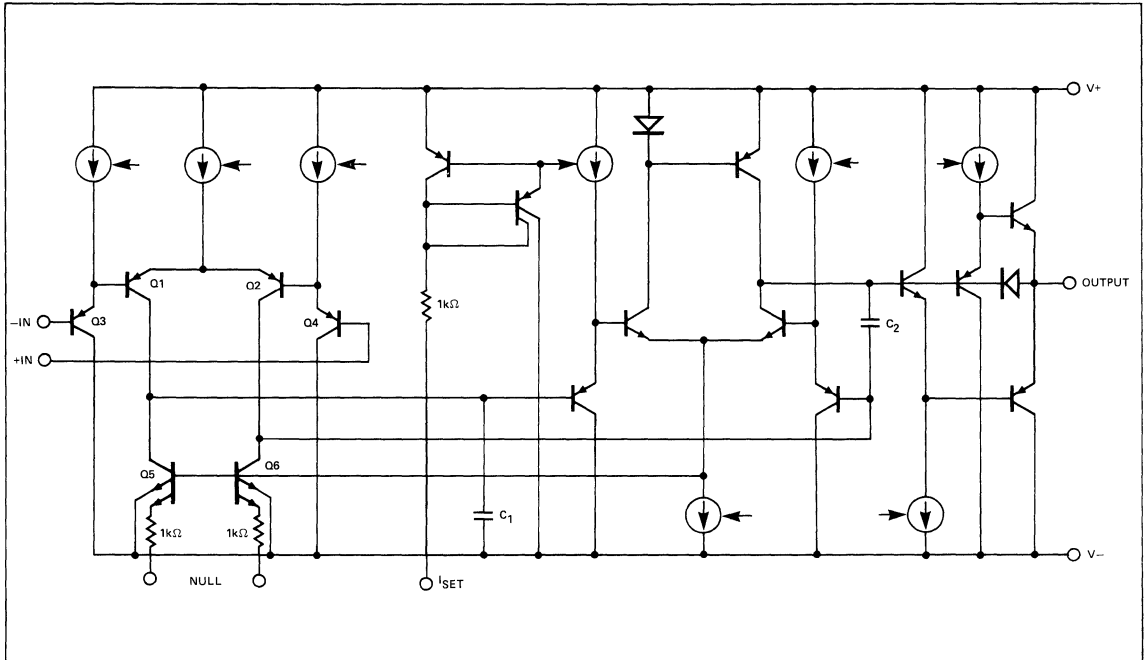 V+
Q1
Q2
1kΩ
OUTPUT
–IN
Q3
Q4
C2
+IN
Q5
Q6
C1
1kΩ
1kΩ
NULL
ISET
V–